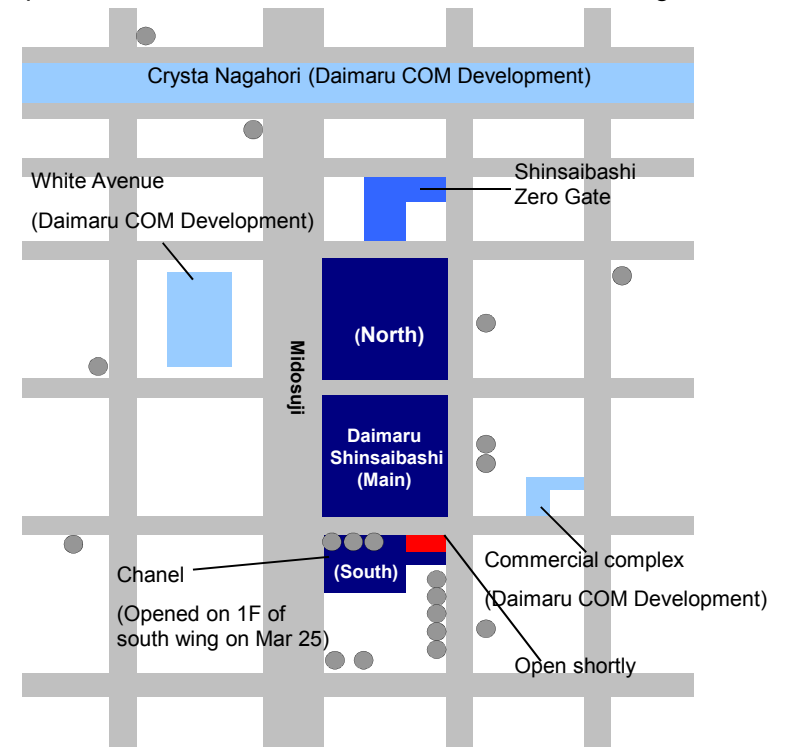 Crysta Nagahori (Daimaru COM Development)
White Avenue
(Daimaru COM Development)
Shinsaibashi
Zero Gate
(North)
Midosuji
Daimaru
Shinsaibashi
(Main)
(South)
Chanel
(Opened on 1F of
south wing on Mar 25)
Commercial complex
(Daimaru COM Development)
Open shortly